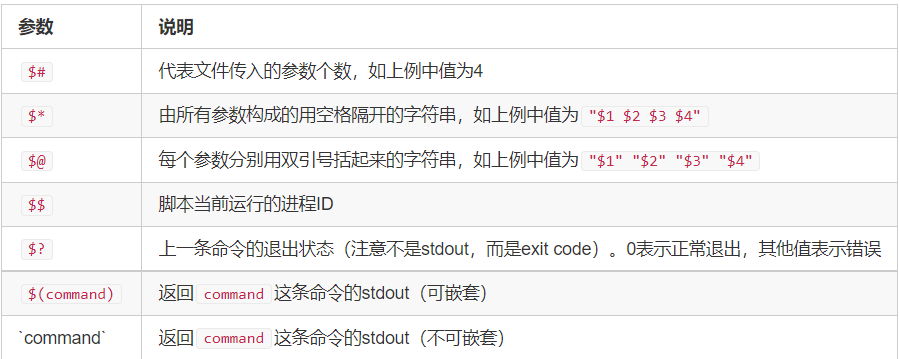 参数 说明
$# 代表文件传入的参数个数，如上例中值为4
$* 由所有参数构成的用空格隔开的字符串，如上例中值为 "$1 $2 $3 $4"
$@ 每个参数分别用双引号括起来的字符串，如上例中值为 "$1" "$2" "$3" "$4"
$$ 脚本当前运行的进程ID
$? 上一条命令的退出状态（注意不是stdout，而是exit code）。0表示正常退出，其他值表示错误
$(command) 返回 command 这条命令的stdout（可嵌套）
`command` 返回 command 这条命令的stdout（不可嵌套）